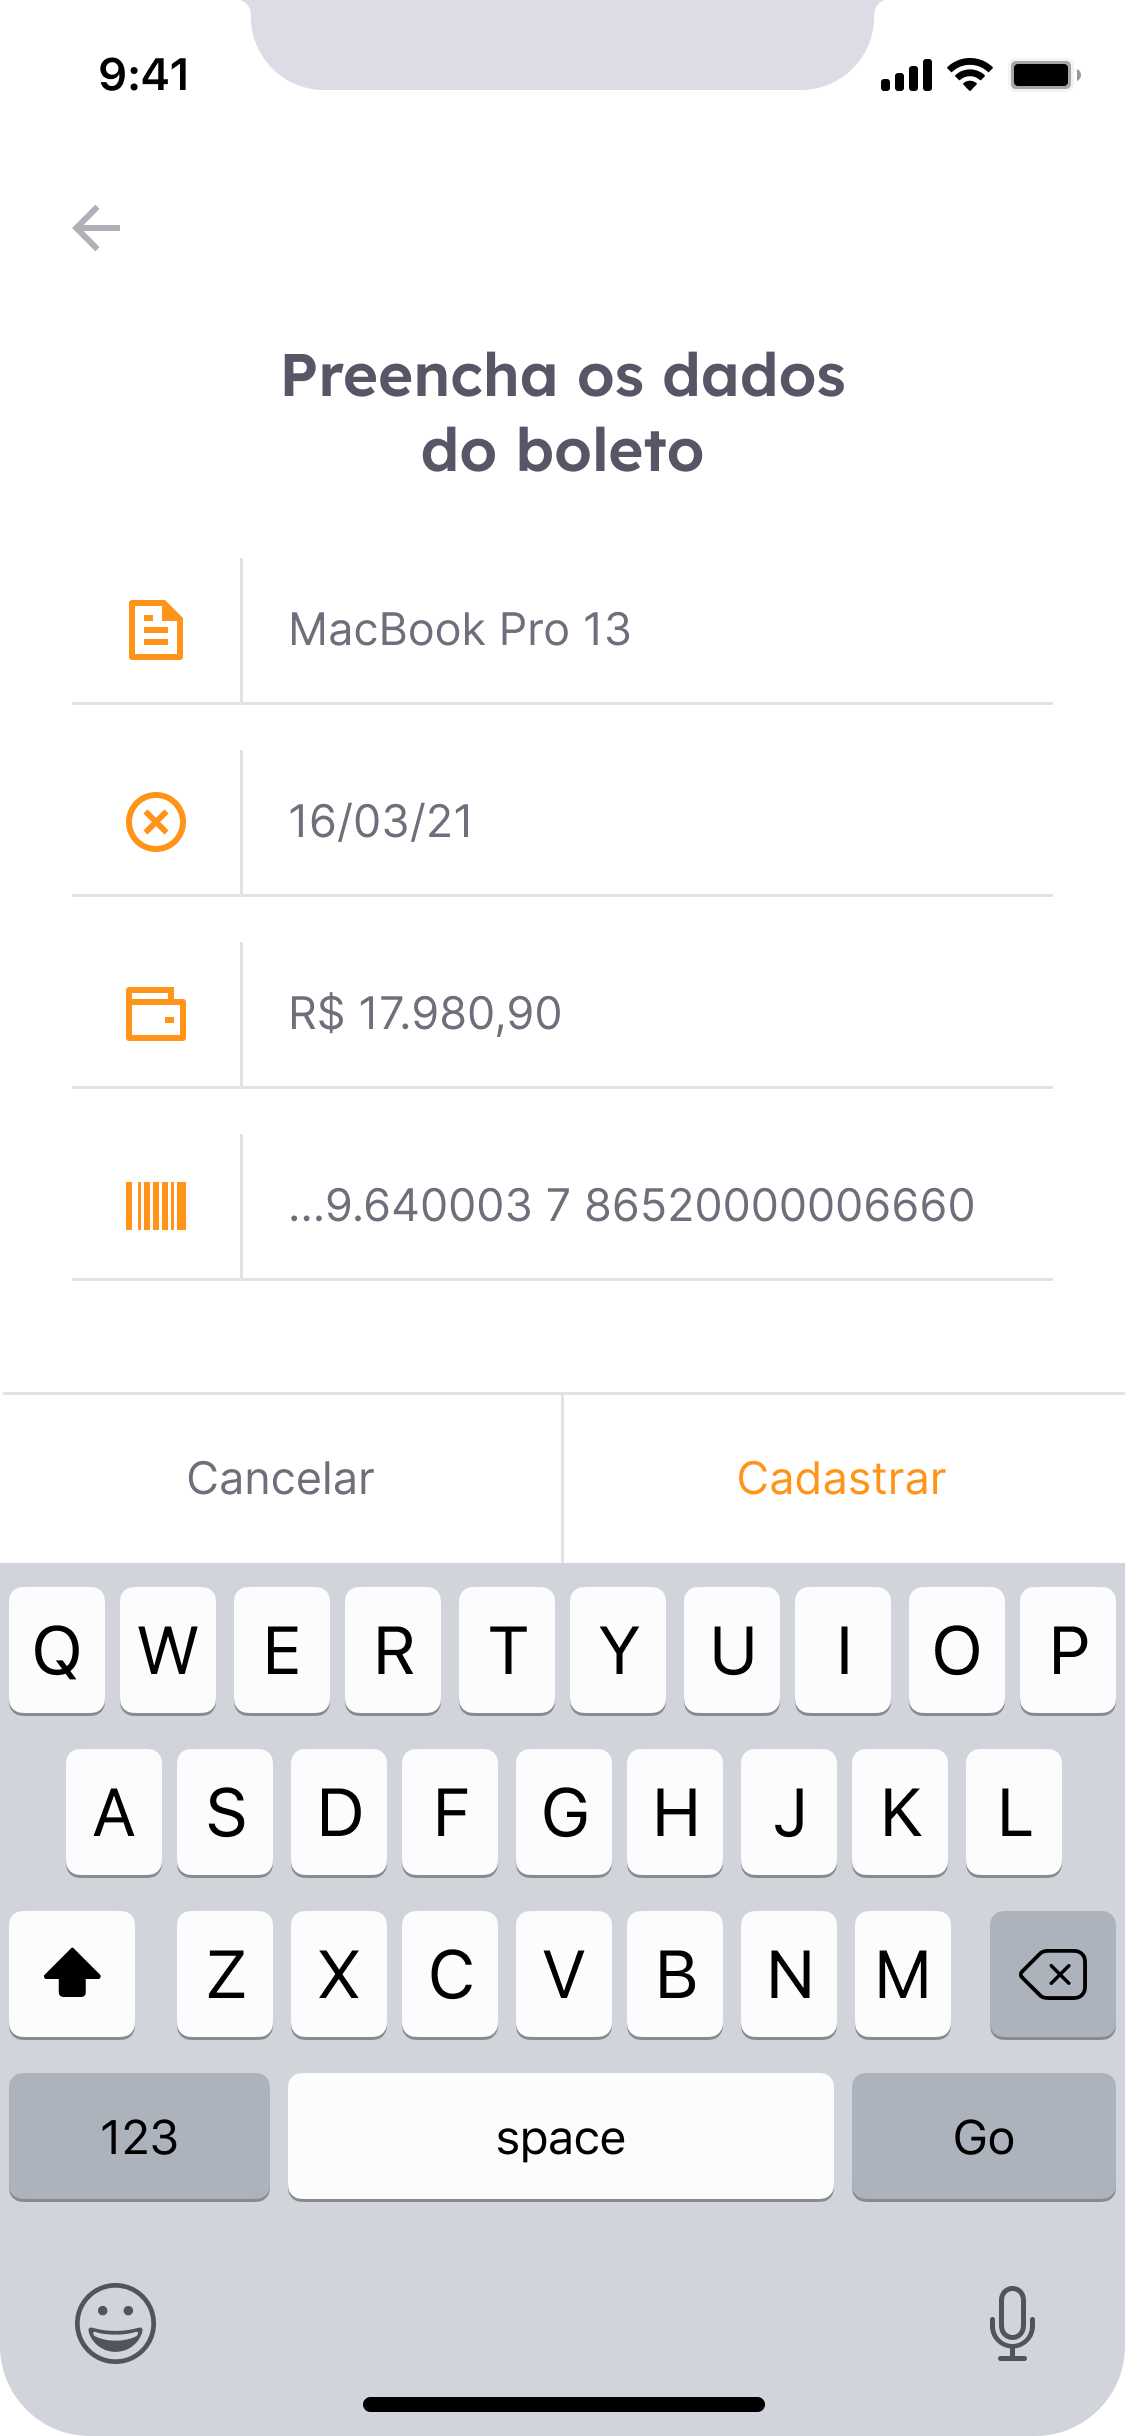 9:41
Preencha os dados
do boleto
MacBook Pro 13
16/03/21
R$ 17.980,90
...9.640003 7 86520000006660
Cancelar
Cadastrar
Q W E R T Y U I O P
A S D F G H J K L
Z X C V B N M
123 space Go